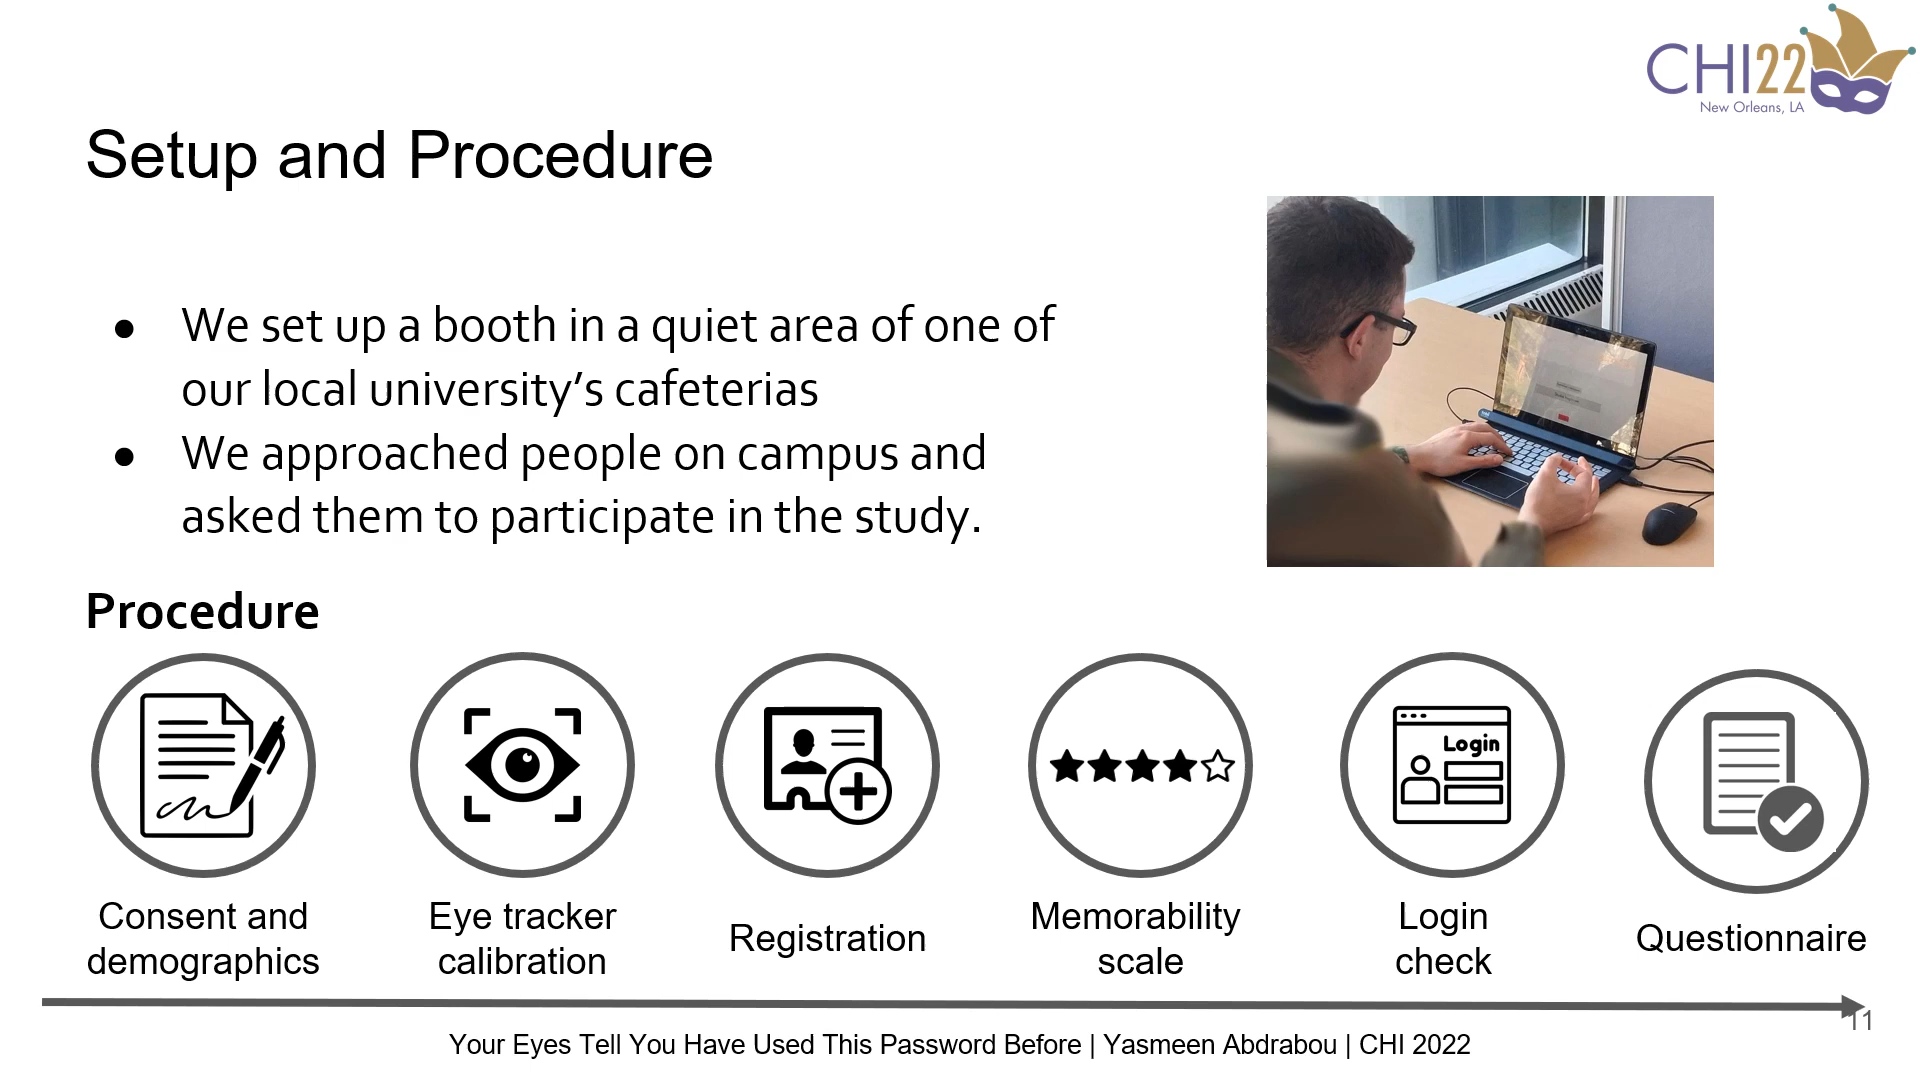 CHI22
New Orleans, LA
Setup and Procedure
● We set up a booth in a quiet area of one of
our local university’s cafeterias
● We approached people on campus and
asked them to participate in the study.
Procedure
Login
Consent and
demographics
Eye tracker
calibration
Registration
Memorability
scale
Login
check
Questionnaire
11
Your Eyes Tell You Have Used This Password Before | Yasmeen Abdrabou | CHI 2022